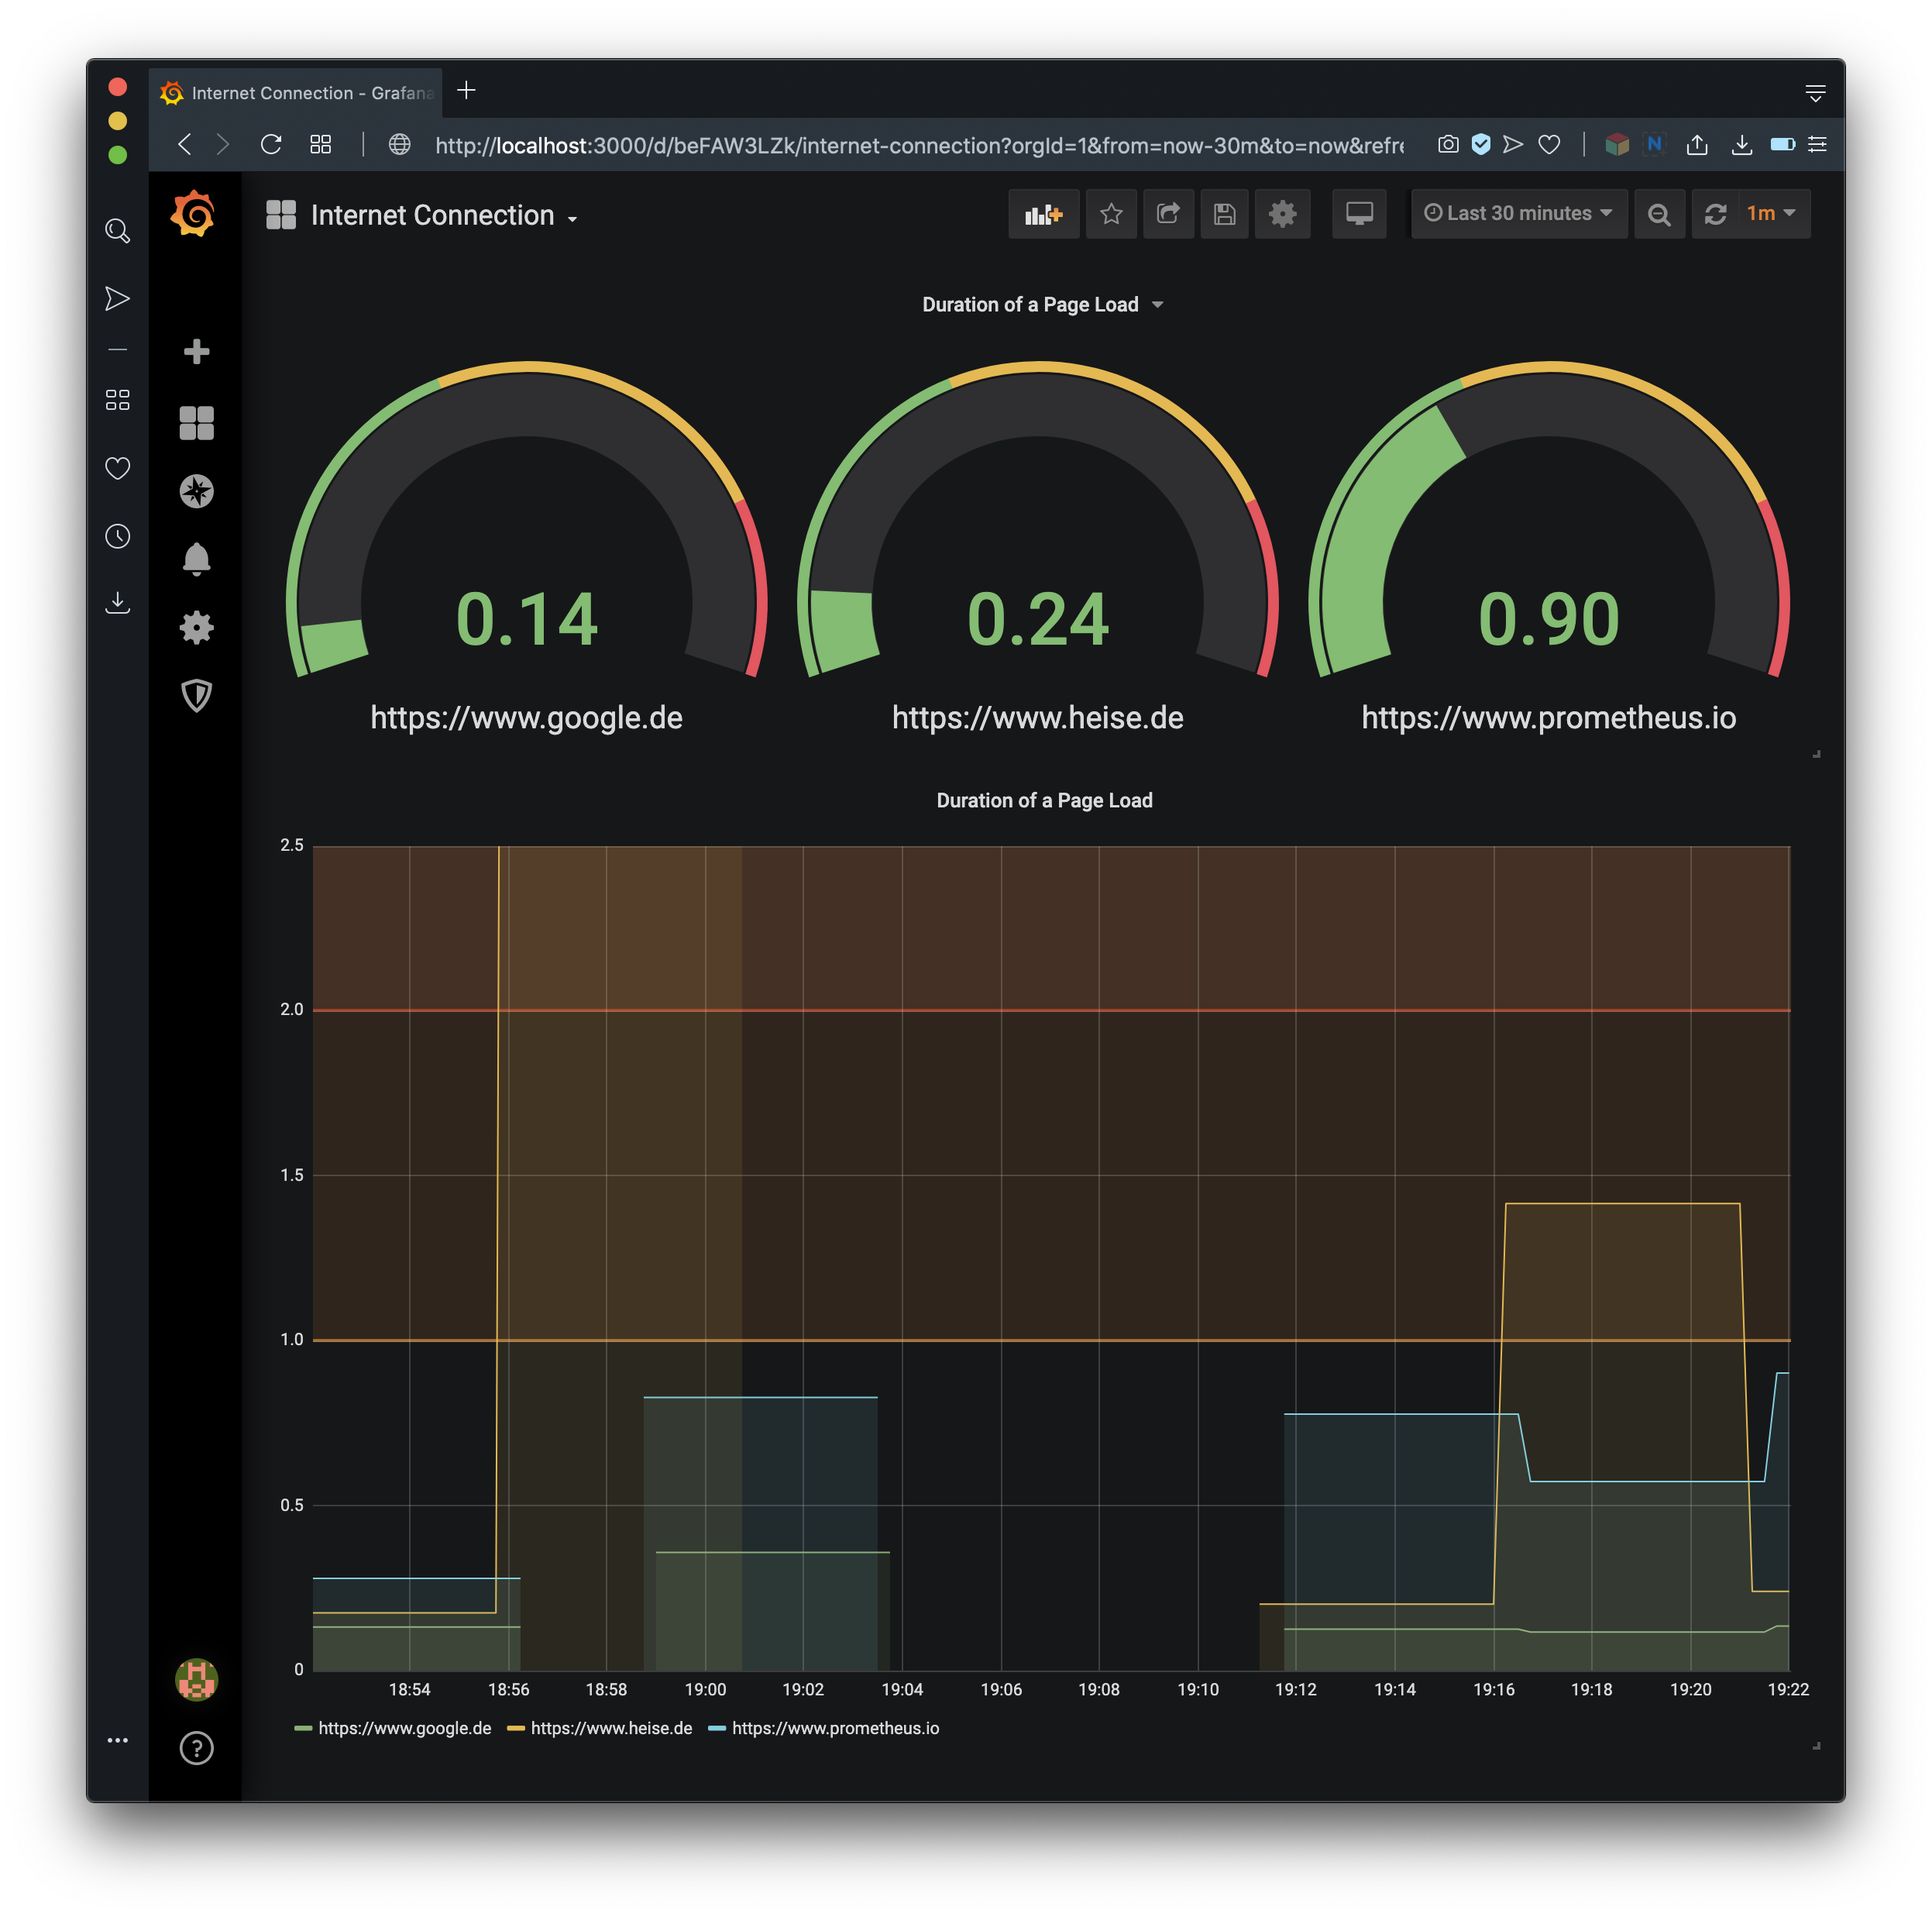 Internet Connection - Grafana
http://localhost:3000/d/beFAW3LZk/internet-connection?orgId=1&from=now-30m&to=now&refre
N
Internet Connection
Last 30 minutes
1m
Duration of a Page Load
0.14
0.24
0.90
https://www.google.de
https://www.heise.de
https://www.prometheus.io
Duration of a Page Load
2.5
2.0
1.5
1.0
0.5
0
18:54 18:56 18:58 19:00 19:02 19:04 19:06 19:08 19:10 19:12 19:14 19:16 19:18 19:20 19:22
https://www.google.de https://www.heise.de https://www.prometheus.io